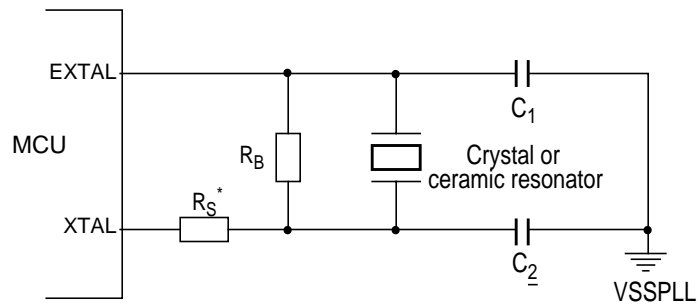 EXTAL
C1
MCU
RB
Crystal or
ceramic resonator
RS*
XTAL
C2
VSSPLL